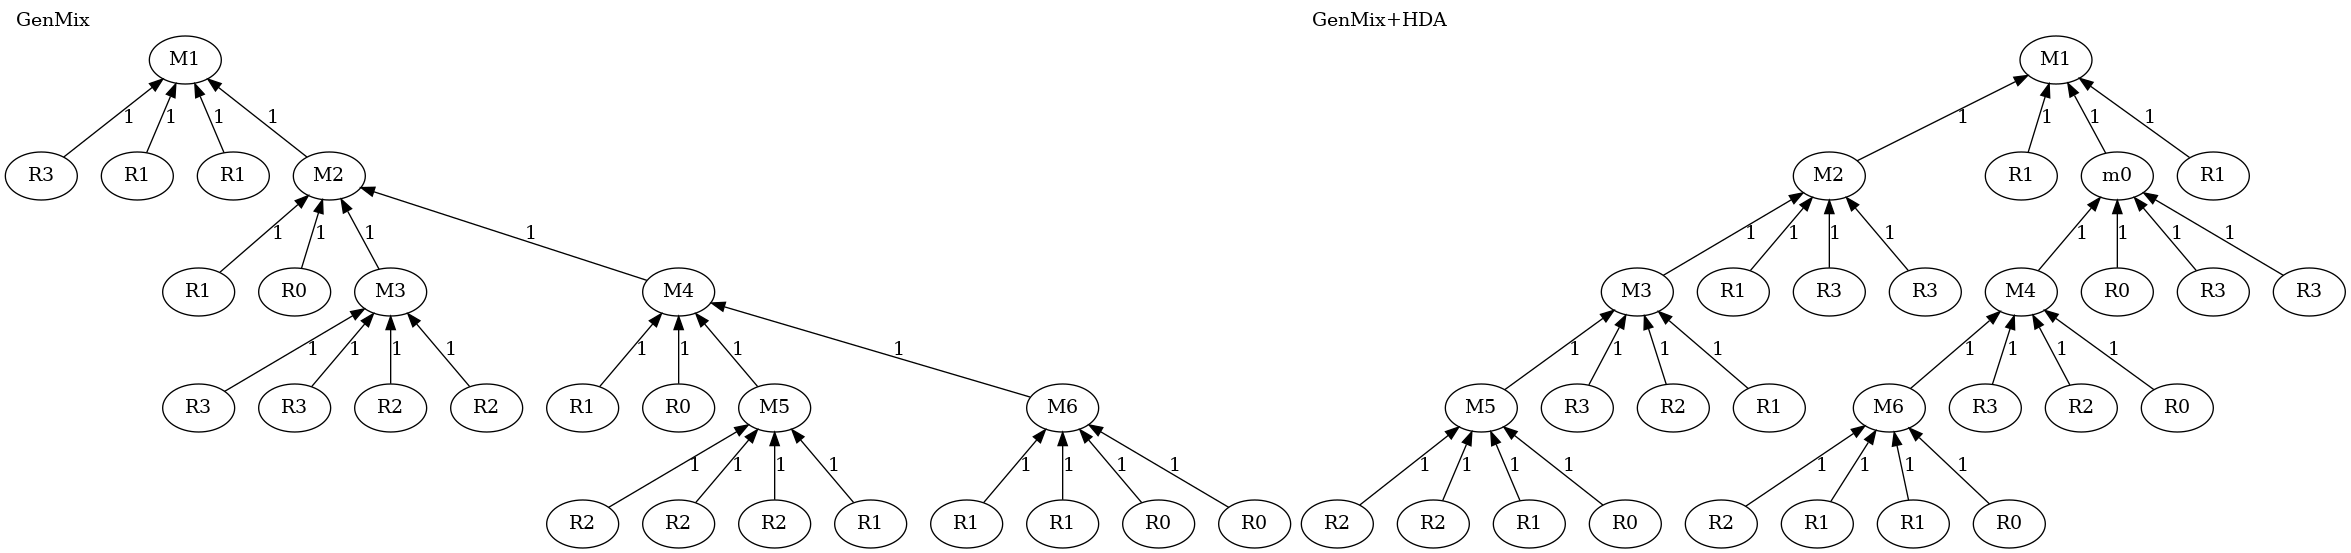 GenMix GenMix+HDA
M1 M1
1 1 1 1 1 1 1 1
R3 R1 R1 M2 M2 R1 m0 R1
1 1 1 1 1 1 1 1 1 1 1 1
R1 R0 M3 M4 M3 R1 R3 R3 M4 R0 R3 R3
1 1 1 1 1 1 1 1 1 1 1 1 1 1 1 1
R3 R3 R2 R2 R1 R0 M5 M6 M5 R3 R2 R1 M6 R3 R2 R0
1 1 1 1 1 1 1 1 1 1 1 1 1 1 1 1
R2 R2 R2 R1 R1 R1 R0 R0 R2 R2 R1 R0 R2 R1 R1 R0